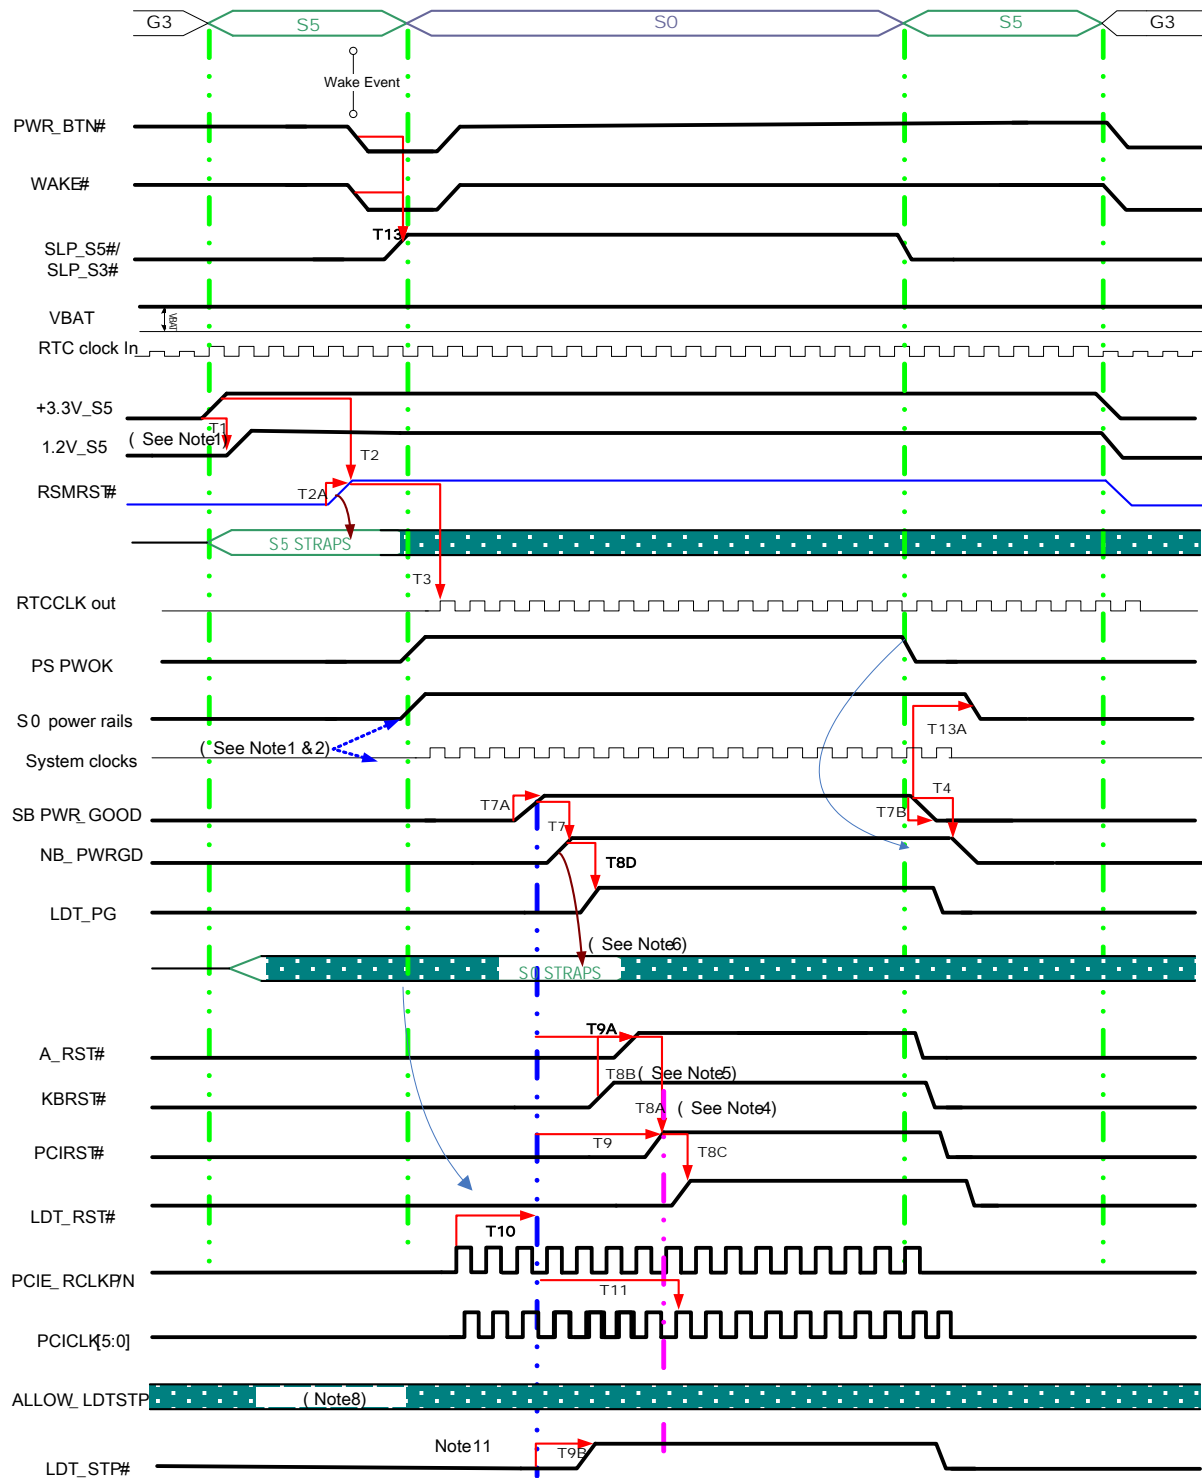 G3 S5 S0 S5 G3
Wake Event
PWR_BTN#
WAKE#
T13
SLP_S5#/
SLP_S3#
VBAT
VBAT
RTC clock In
+3.3V_S5
T1
( See Note1)
1.2V_S5
T2
RSMRST#
T2A
S5 STRAPS
T3
RTCCLK out
PS PWOK
S0 power rails
T13A
( See Note1 &2)
System clocks
T7A
T4
SB PWR_GOOD
T7B
T7
NB_PWRGD
T8D
LDT_PG
( See Note6)
S0 STRAPS
T9A
A_RST#
T8B( See Note5)
KBRST#
T8A ( See Note4)
T9
PCIRST#
T8C
LDT_RST#
T10
PCIE_RCLKP/N
T11
PCICLK[5:0]
ALLOW_LDTSTP
( Note8)
Note11
T9B
LDT_STP#